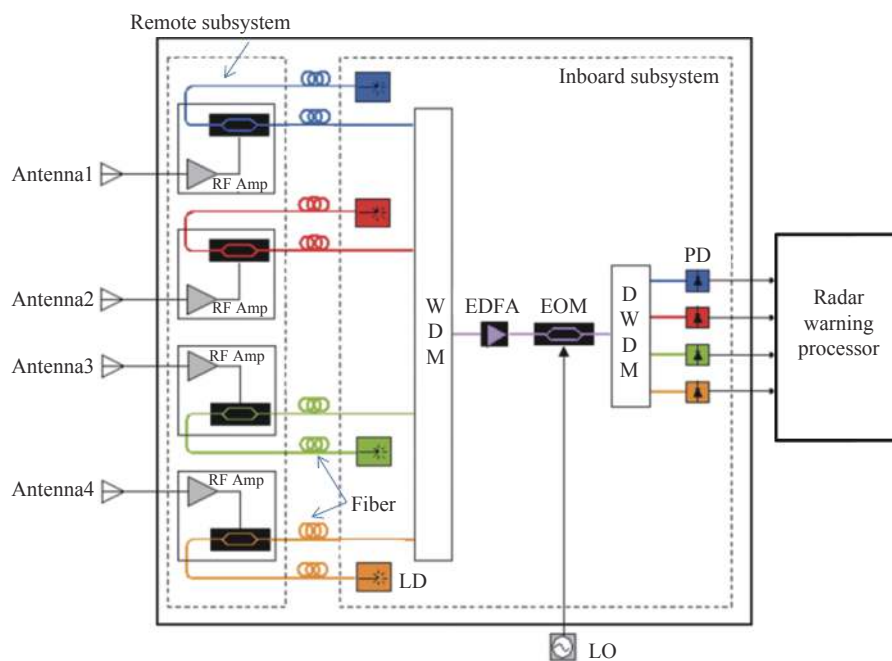 Remote subsystem
Inboard subsystem
Antenna1
RF Amp
Antenna2
RF Amp
Antenna3
RF Amp
Antenna4
RF Amp
Fiber
LD
W
D
M
EDFA
EOM
D
W
D
M
PD
Radar
warning
processor
LO